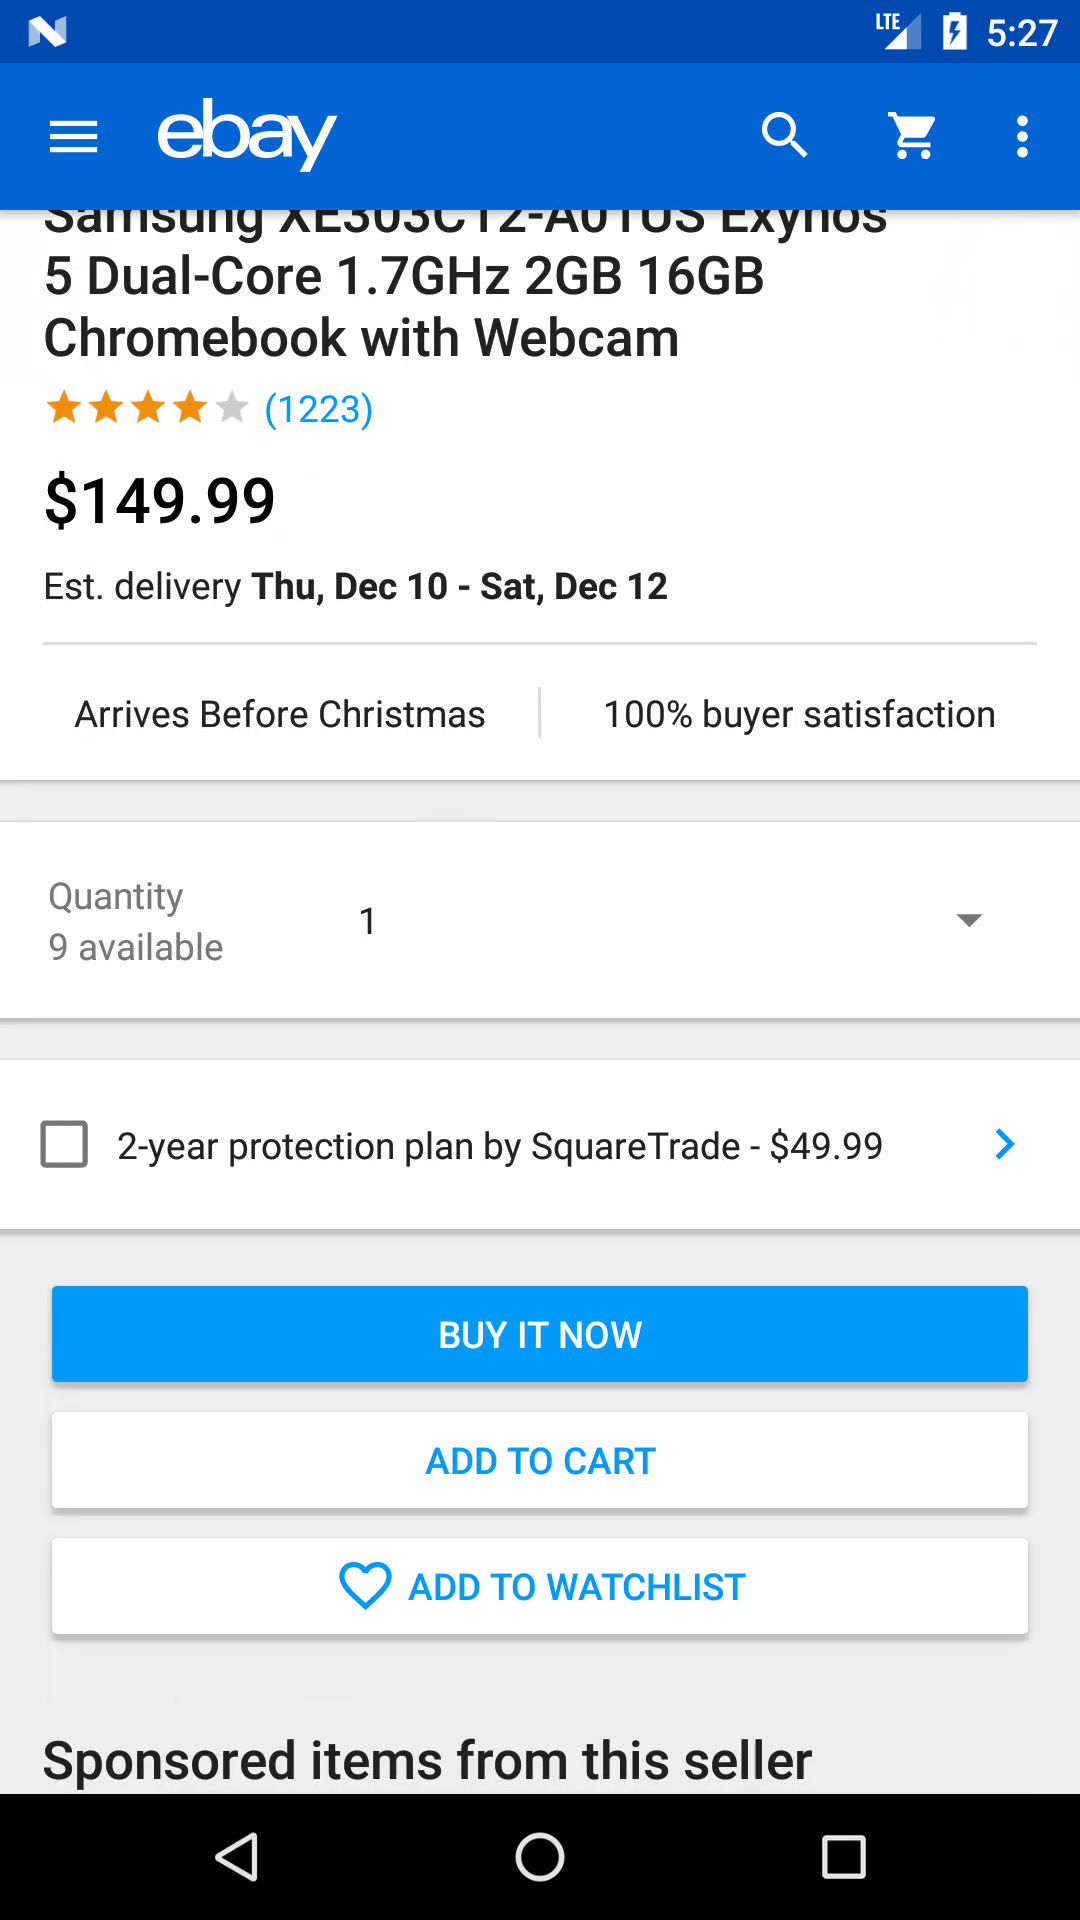 LTE 5:27
ebay
Samsung XE303C12-A01US Exynos
5 Dual-Core 1.7GHz 2GB 16GB
Chromebook with Webcam
(1223)
$149.99
Est. delivery Thu, Dec 10 - Sat, Dec 12
Arrives Before Christmas 100% buyer satisfaction
Quantity
9 available
1
2-year protection plan by SquareTrade - $49.99
BUY IT NOW
ADD TO CART
ADD TO WATCHLIST
Sponsored items from this seller